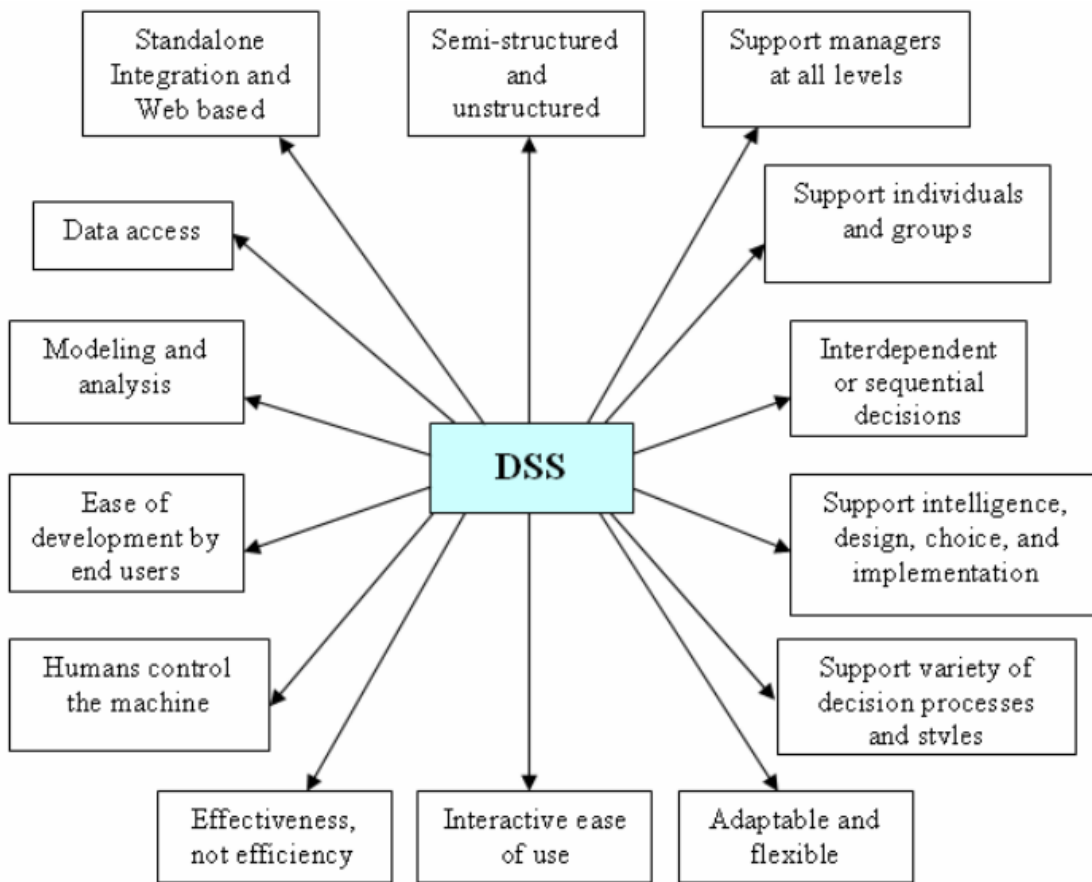 Standalone
Integration and
Web based
Semi-structured
and
unstructured
Support managers
at all levels
Data access
Support individuals
and groups
Modeling and
analysis
Interdependent
or sequential
decisions
DSS
Ease of
development by
end users
Support intelligence,
design, choice, and
implementation
Humans control
the machine
Support variety of
decision processes
and styles
Effectiveness,
not efficiency
Interactive ease
of use
Adaptable and
flexible